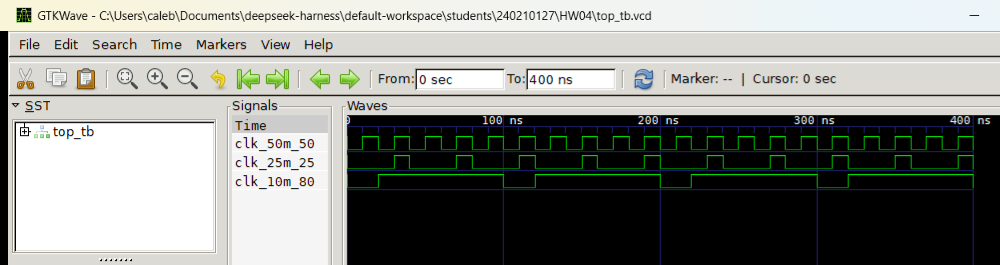 GTKWave - C:\Users\caleb\Documents\deepseek-harness\default-workspace\students\240210127\HW04\top_tb.vcd
File Edit Search Time Markers View Help
From: 0 sec To: 400 ns Marker: -- | Cursor: 0 sec
SST
top_tb
Signals
Time
clk_50m_50
clk_25m_25
clk_10m_80
Waves
0 100 ns 200 ns 300 ns 400 ns